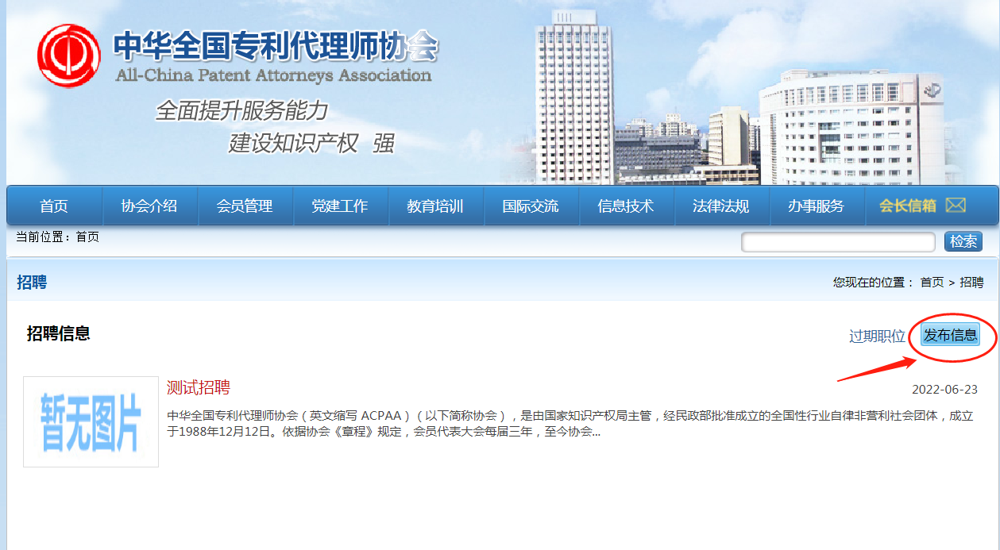 中华全国专利代理师协会
All-China Patent Attorneys Association
全面提升服务能力
建设知识产权 强
首页 协会介绍 会员管理 党建工作 教育培训 国际交流 信息技术 法律法规 办事服务 会长信箱
当前位置：首页
检索
招聘
您现在的位置： 首页 > 招聘
招聘信息
过期职位 发布信息
暂无图片
测试招聘
2022-06-23
中华全国专利代理师协会（英文缩写 ACPAA）（以下简称协会），是由国家知识产权局主管，经民政部批准成立的全国性行业自律非营利社会团体，成立
于1988年12月12日。依据协会《章程》规定，会员代表大会每届三年，至今协会...